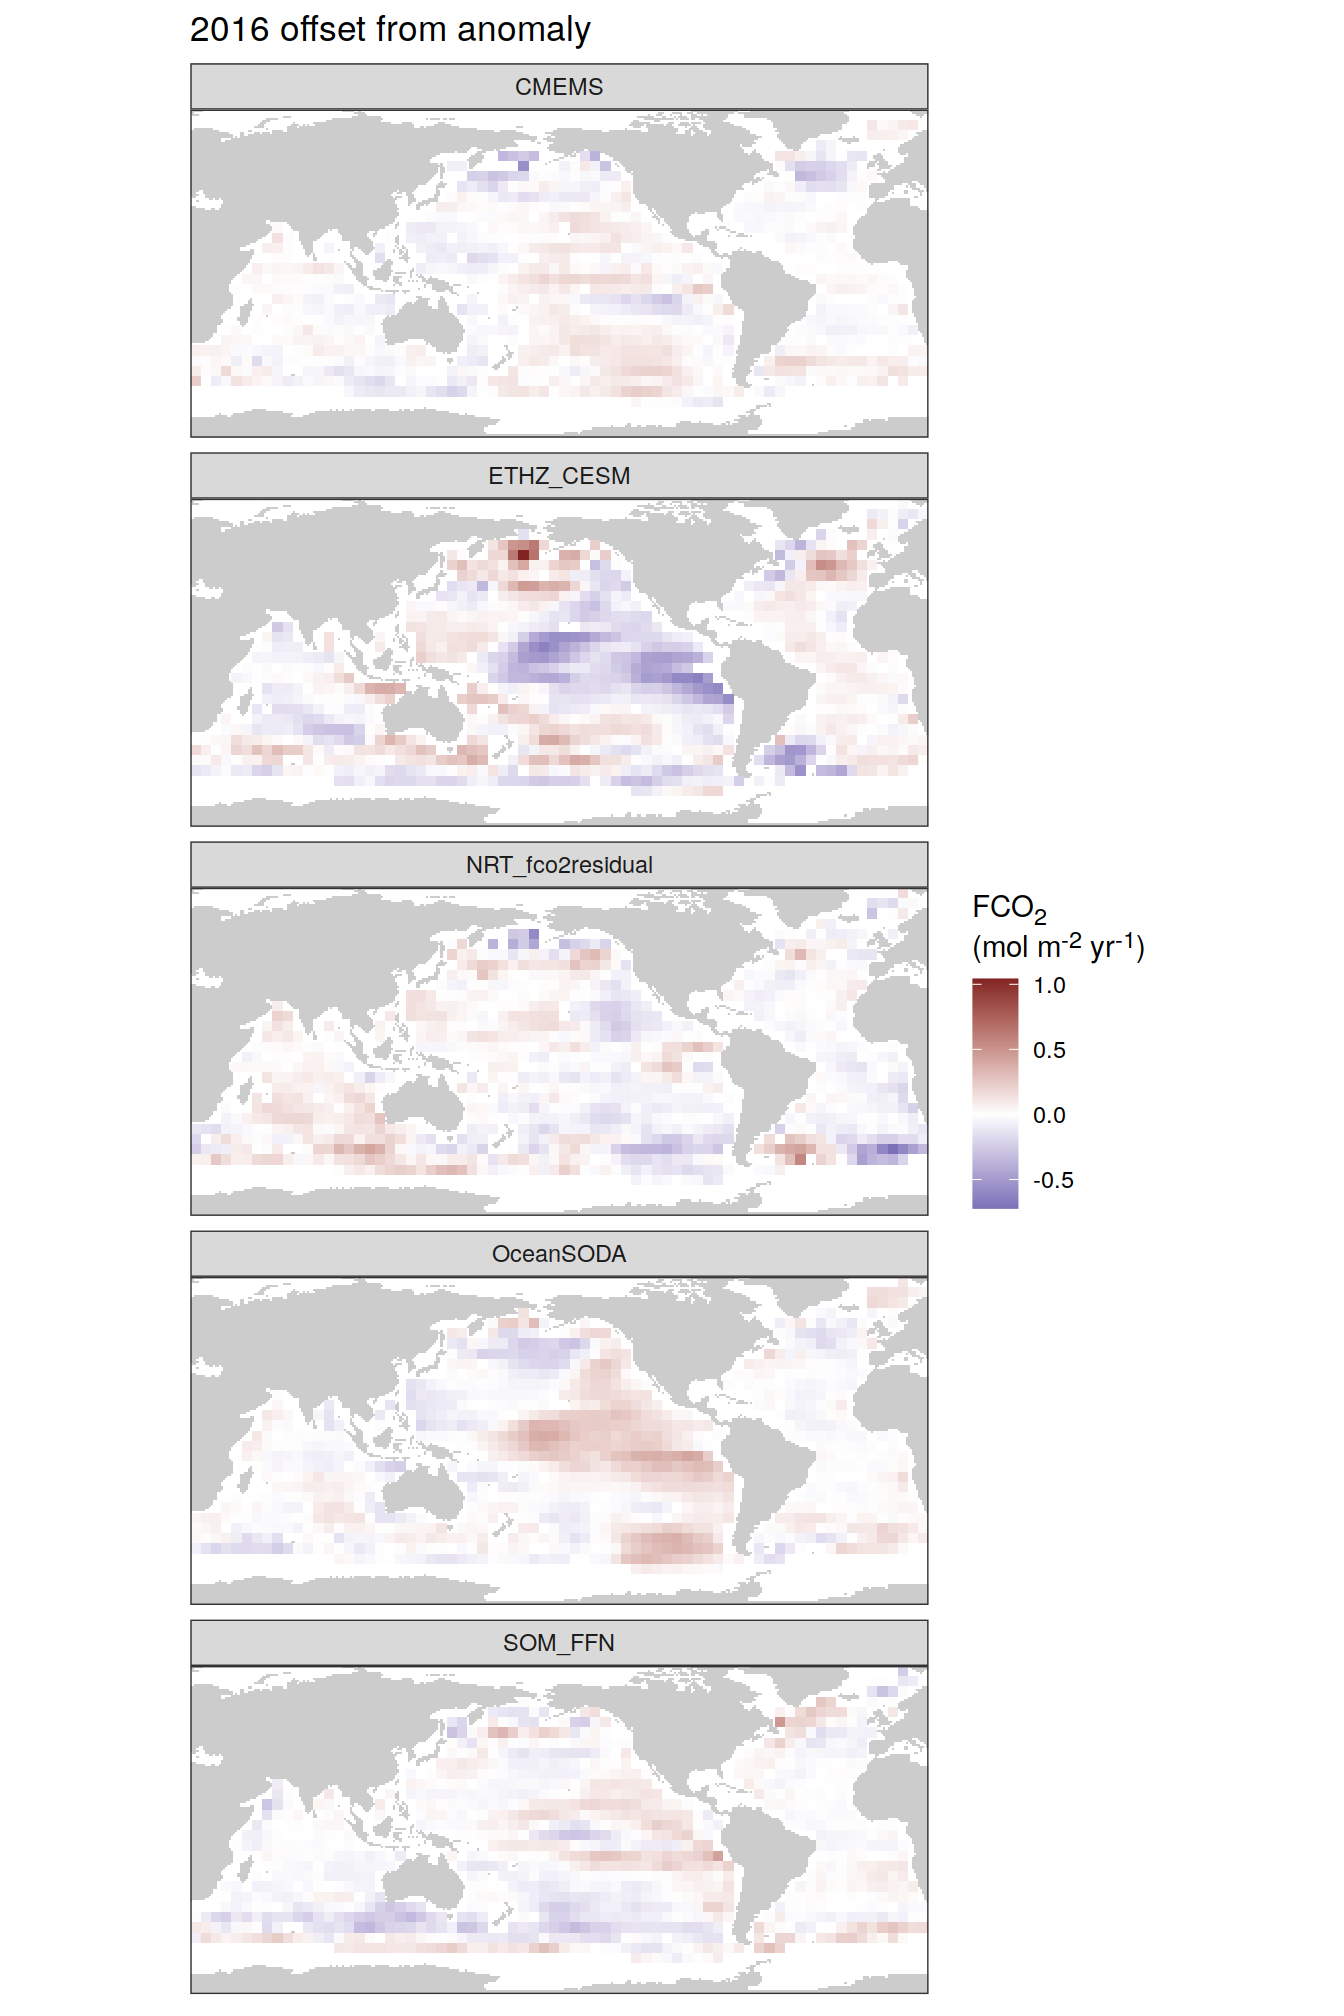 2016 offset from anomaly
CMEMS
ETHZ_CESM
NRT_fco2residual
OceanSODA
SOM_FFN
FCO₂
(mol m⁻² yr⁻¹)
1.0
0.5
0.0
-0.5